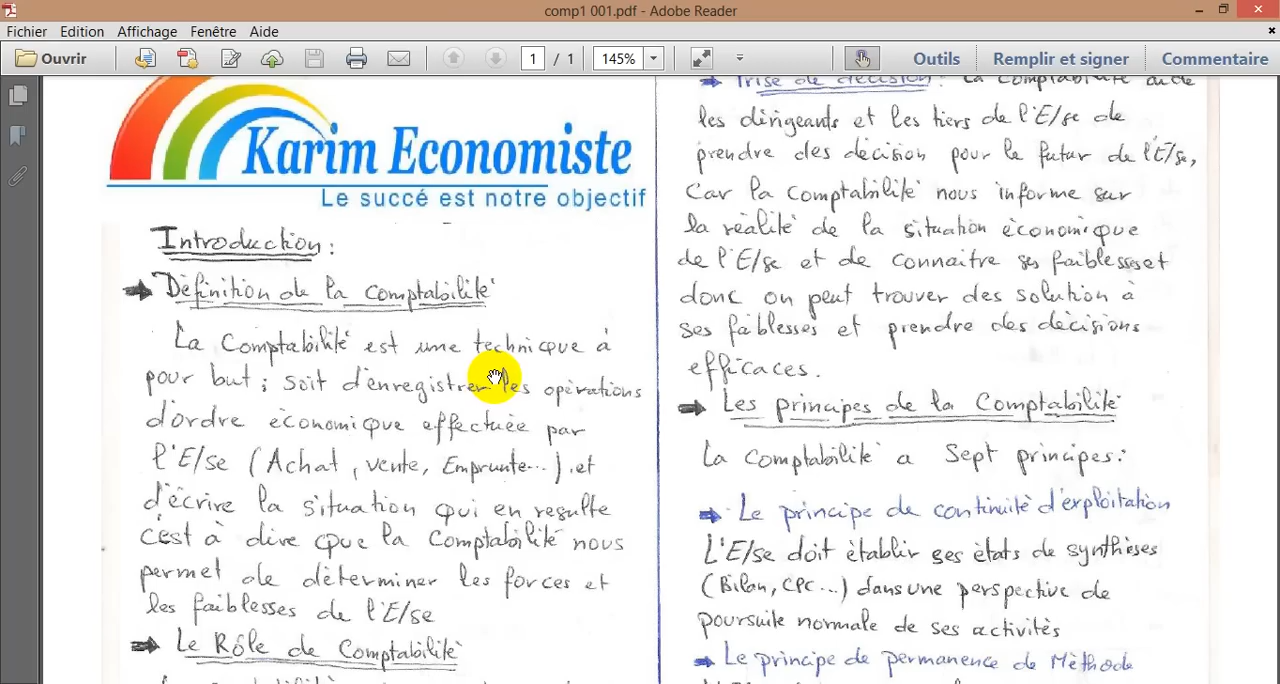 comp1 001.pdf - Adobe Reader
Fichier Edition Affichage Fenêtre Aide
Ouvrir
1 / 1
145%
Outils
Remplir et signer
Commentaire
Karim Economiste
Le succé est notre objectif
Introduction :
Définition de la comptabilité
La Comptabilité est une technique à
pour but ; soit d'enregistrer les opérations
d'ordre économique effectuée par
l'E/se (Achat, vente, Emprunte...) et
d'écrire la situation qui en resulte
c'est à dire que la Comptabilité nous
permet de déterminer les forces et
les faiblesses de l'E/se
Le Rôle de Comptabilité
Prise de décision : La comptabilité aide
les dirigeants et les tiers de l'E/se de
prendre des décision pour le futur de l'E/se,
Car la comptabilité nous informe sur
la réalité de la situation économique
de l'E/se et de connaitre ses faiblesses et
donc on peut trouver des solution à
ses faiblesses et prendre des décisions
efficaces.
Les principes de la Comptabilité
La comptabilité a Sept principes :
Le principe de continuité d'exploitation
L'E/se doit établir ses états de synthèses
(Bilan, CPC...) dans une perspective de
poursuite normale de ses activités
Le principe de permanence de Méthode